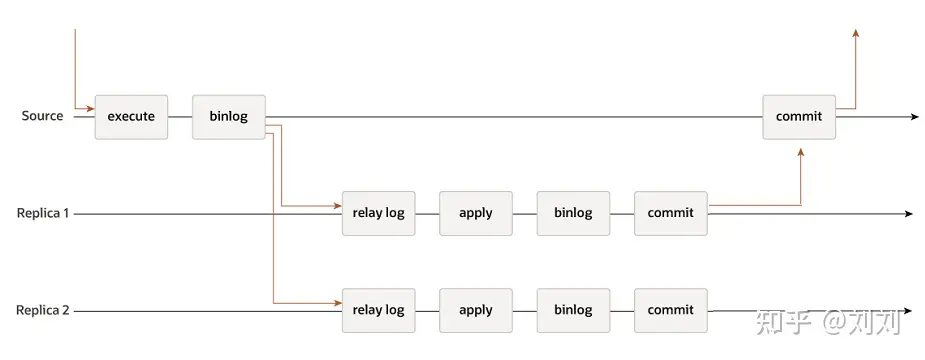 Source execute binlog commit
Replica 1 relay log apply binlog commit
Replica 2 relay log apply binlog commit
知乎 @刘刘